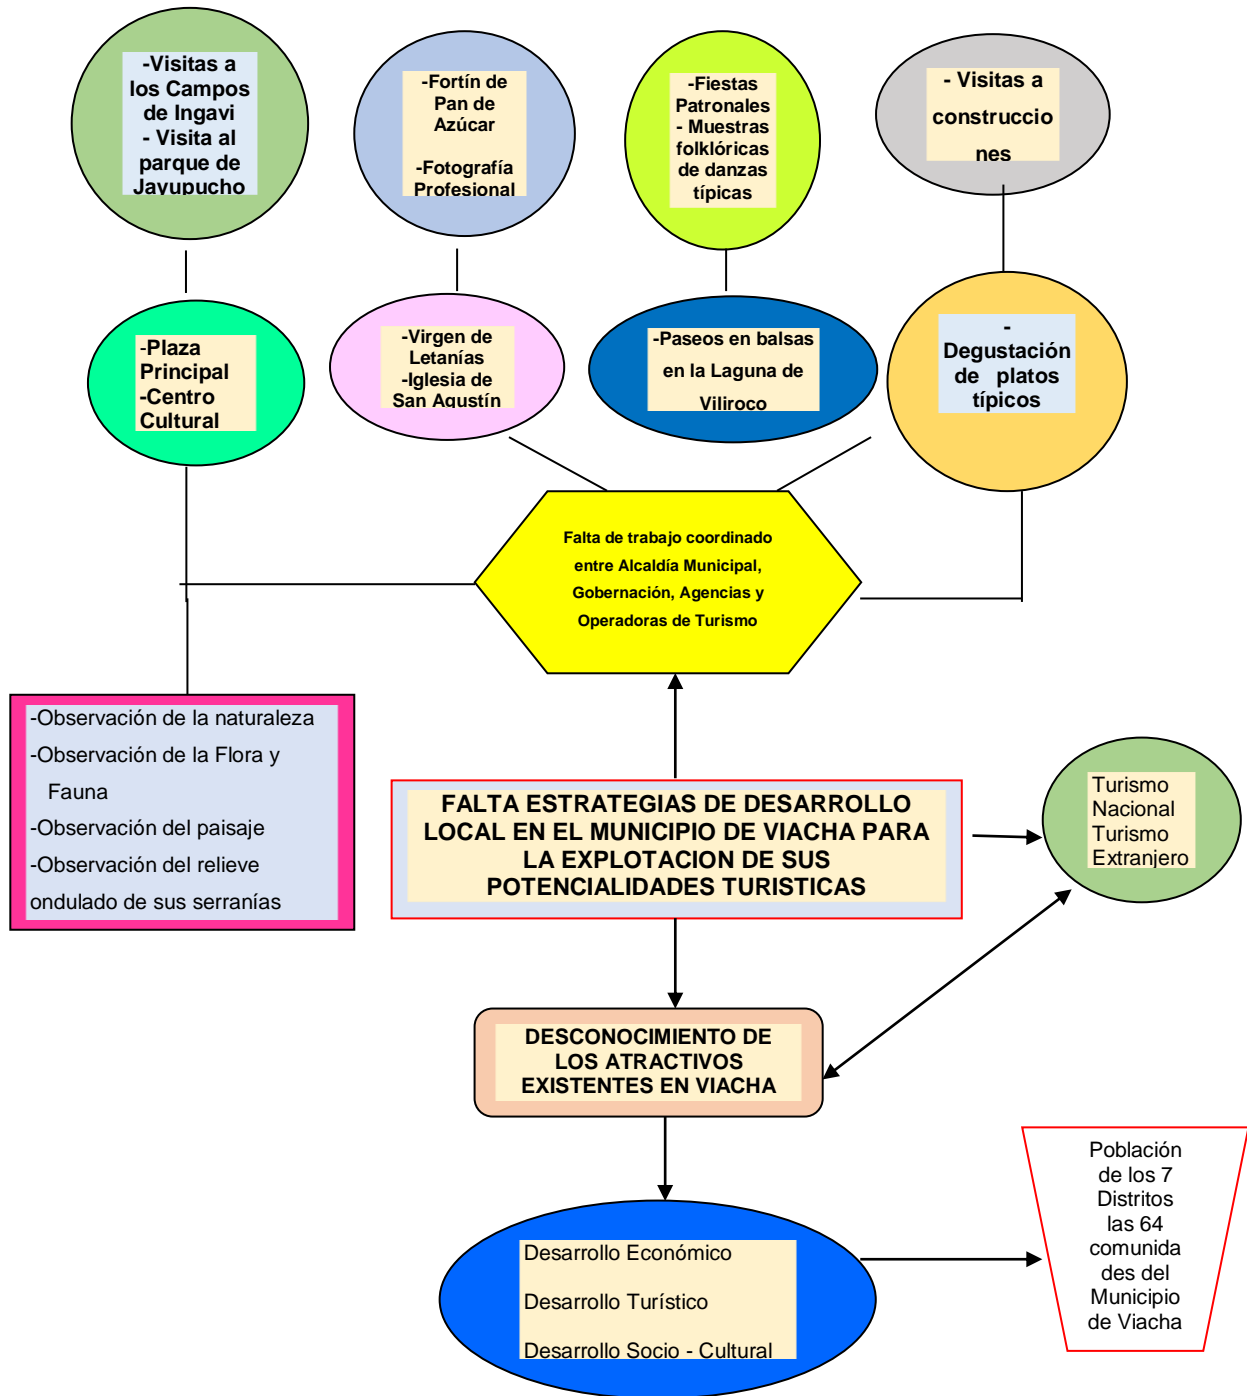 -Visitas a
los Campos
de Ingavi
- Visita al
parque de
Jayupucho
-Fortín de
Pan de
Azúcar
-Fotografía
Profesional
-Fiestas
Patronales
- Muestras
folklóricas
de danzas
típicas
- Visitas a
construccio
nes
-Plaza
Principal
-Centro
Cultural
-Virgen de
Letanías
-Iglesia de
San Agustín
-Paseos en balsas
en la Laguna de
Viliroco
-
Degustación
de platos
típicos
Falta de trabajo coordinado
entre Alcaldía Municipal,
Gobernación, Agencias y
Operadoras de Turismo
-Observación de la naturaleza
-Observación de la Flora y
Fauna
-Observación del paisaje
-Observación del relieve
ondulado de sus serranías
FALTA ESTRATEGIAS DE DESARROLLO
LOCAL EN EL MUNICIPIO DE VIACHA PARA
LA EXPLOTACION DE SUS
POTENCIALIDADES TURISTICAS
Turismo
Nacional
Turismo
Extranjero
DESCONOCIMIENTO DE
LOS ATRACTIVOS
EXISTENTES EN VIACHA
Población
de los 7
Distritos
las 64
comunida
des del
Municipio
de Viacha
Desarrollo Económico
Desarrollo Turístico
Desarrollo Socio - Cultural